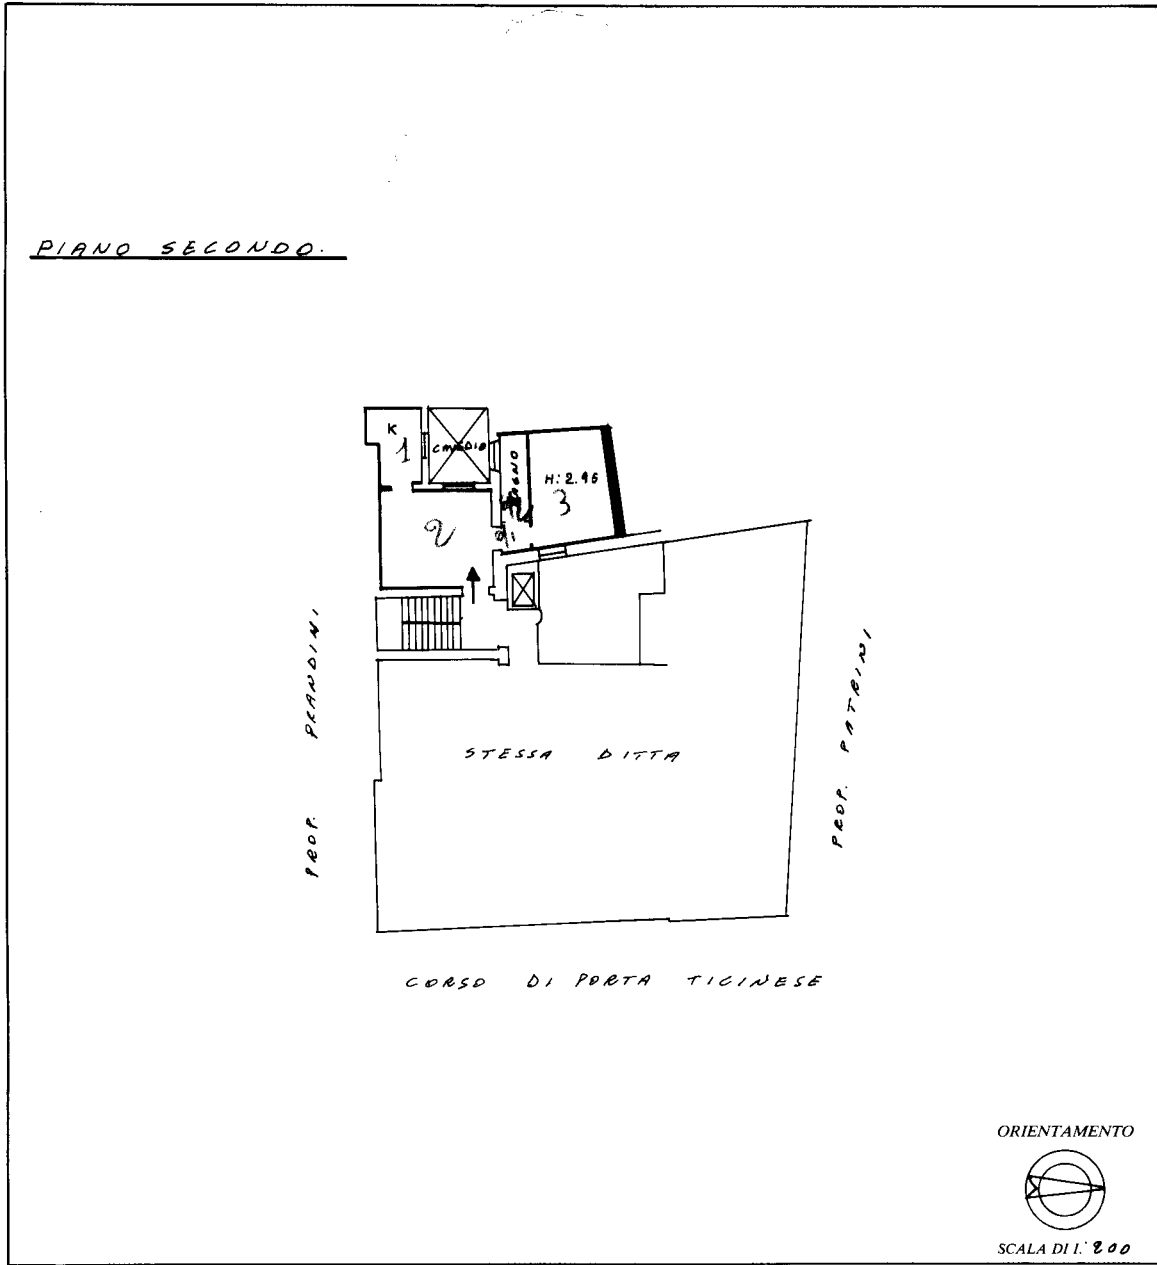 PIANO SECONDO.
K
1
CAVEDIO
BAGNO
H: 2.95
3
2
PROP. PRANDINI
STESSA DITTA
PROP. PATRINI
CORSO DI PORTA TICINESE
ORIENTAMENTO
SCALA DI 1: 200